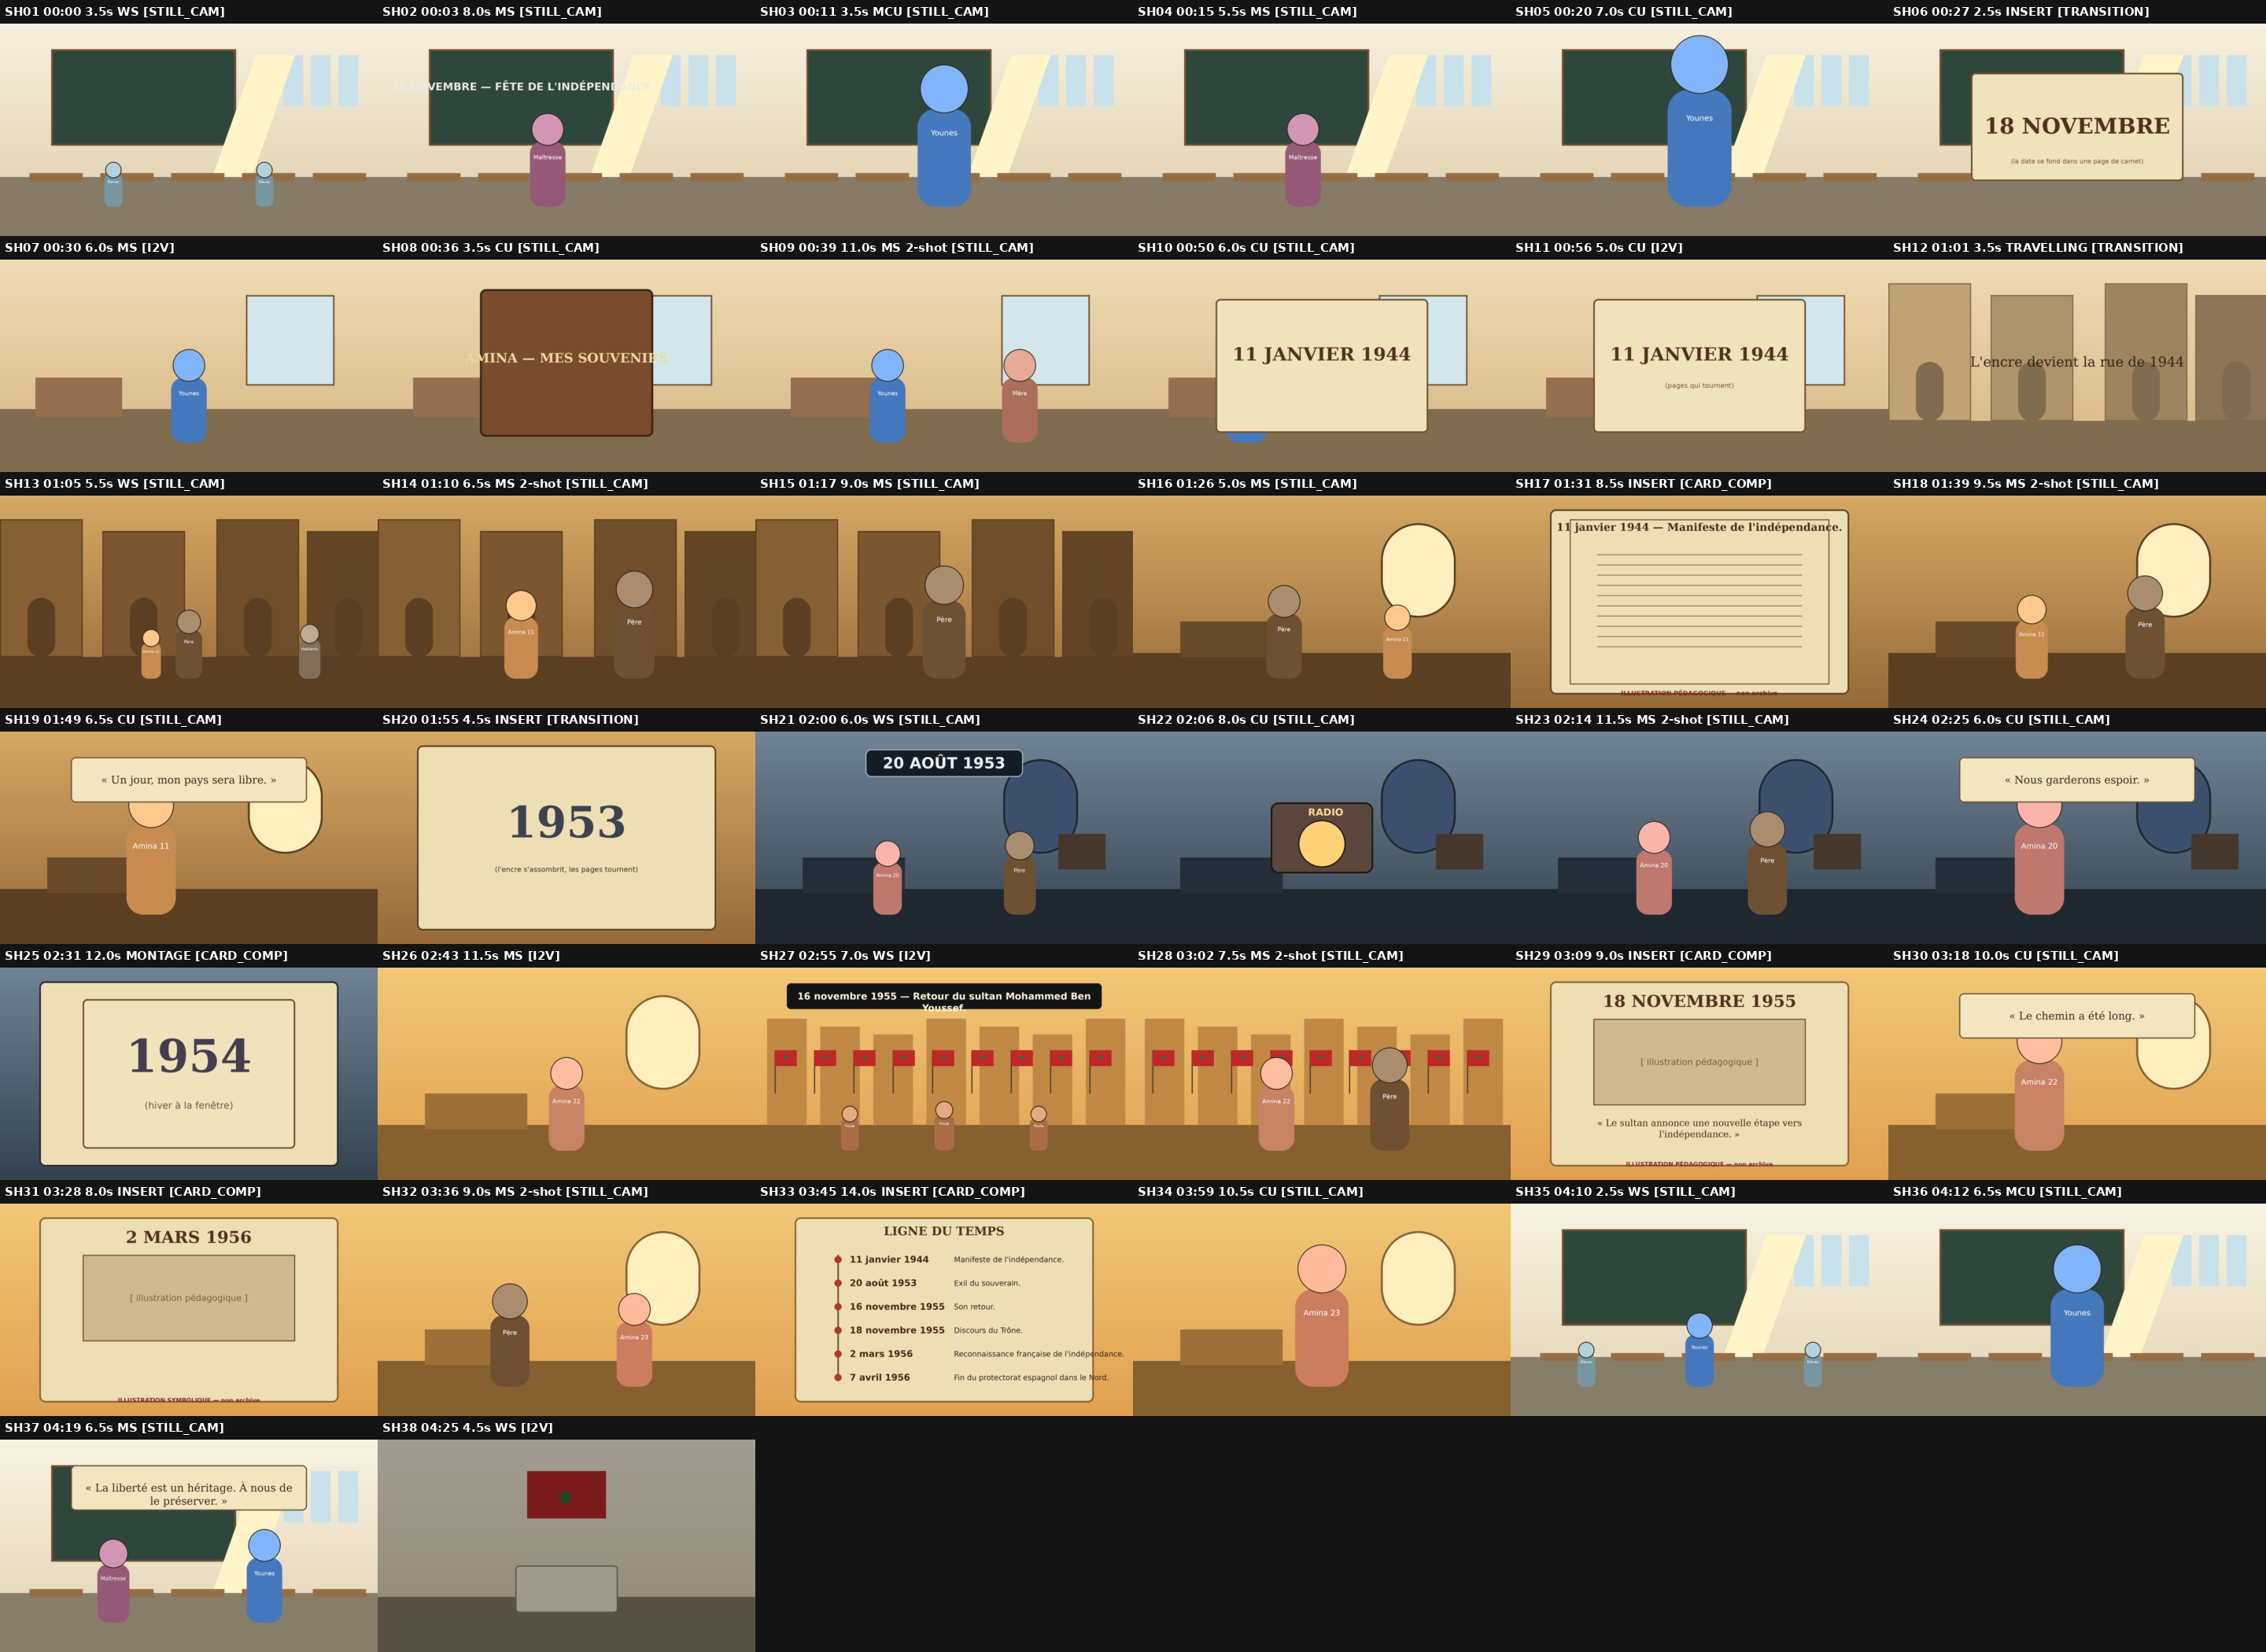 SH01 00:00 3.5s WS [STILL_CAM]
Élève
Élève
SH02 00:03 8.0s MS [STILL_CAM]
18 NOVEMBRE — FÊTE DE L'INDÉPENDANCE
Maîtresse
SH03 00:11 3.5s MCU [STILL_CAM]
Younes
SH04 00:15 5.5s MS [STILL_CAM]
Maîtresse
SH05 00:20 7.0s CU [STILL_CAM]
Younes
SH06 00:27 2.5s INSERT [TRANSITION]
18 NOVEMBRE
(la date se fond dans une page de carnet)
SH07 00:30 6.0s MS [I2V]
Younes
SH08 00:36 3.5s CU [STILL_CAM]
AMINA — MES SOUVENIRS
SH09 00:39 11.0s MS 2-shot [STILL_CAM]
Younes
Mère
SH10 00:50 6.0s CU [STILL_CAM]
11 JANVIER 1944
SH11 00:56 5.0s CU [I2V]
11 JANVIER 1944
(pages qui tournent)
SH12 01:01 3.5s TRAVELLING [TRANSITION]
L'encre devient la rue de 1944
SH13 01:05 5.5s WS [STILL_CAM]
Amina 11
Père
SH14 01:10 6.5s MS 2-shot [STILL_CAM]
Amina 11
Père
SH15 01:17 9.0s MS [STILL_CAM]
Père
SH16 01:26 5.0s MS [STILL_CAM]
Père
Amina 11
SH17 01:31 8.5s INSERT [CARD_COMP]
11 janvier 1944 — Manifeste de l'indépendance.
ILLUSTRATION PÉDAGOGIQUE — non archive
SH18 01:39 9.5s MS 2-shot [STILL_CAM]
Amina 11
Père
SH19 01:49 6.5s CU [STILL_CAM]
« Un jour, mon pays sera libre. »
Amina 11
SH20 01:55 4.5s INSERT [TRANSITION]
1953
(l'encre s'assombrit, les pages tournent)
SH21 02:00 6.0s WS [STILL_CAM]
20 AOÛT 1953
Amina 20
Père
SH22 02:06 8.0s CU [STILL_CAM]
RADIO
SH23 02:14 11.5s MS 2-shot [STILL_CAM]
Amina 20
Père
SH24 02:25 6.0s CU [STILL_CAM]
« Nous garderons espoir. »
Amina 20
SH25 02:31 12.0s MONTAGE [CARD_COMP]
1954
(hiver à la fenêtre)
SH26 02:43 11.5s MS [I2V]
Amina 22
SH27 02:55 7.0s WS [I2V]
16 novembre 1955 — Retour du sultan Mohammed Ben
Youssef.
Foule
Foule
Foule
SH28 03:02 7.5s MS 2-shot [STILL_CAM]
Amina 22
Père
SH29 03:09 9.0s INSERT [CARD_COMP]
18 NOVEMBRE 1955
[ illustration pédagogique ]
« Le sultan annonce une nouvelle étape vers
l'indépendance. »
ILLUSTRATION PÉDAGOGIQUE — non archive
SH30 03:18 10.0s CU [STILL_CAM]
« Le chemin a été long. »
Amina 22
SH31 03:28 8.0s INSERT [CARD_COMP]
2 MARS 1956
[ illustration pédagogique ]
ILLUSTRATION SYMBOLIQUE — non archive
SH32 03:36 9.0s MS 2-shot [STILL_CAM]
Père
Amina 23
SH33 03:45 14.0s INSERT [CARD_COMP]
LIGNE DU TEMPS
11 janvier 1944 Manifeste de l'indépendance.
20 août 1953 Exil du souverain.
16 novembre 1955 Son retour.
18 novembre 1955 Discours du Trône.
2 mars 1956 Reconnaissance française de l'indépendance.
7 avril 1956 Fin du protectorat espagnol dans le Nord.
SH34 03:59 10.5s CU [STILL_CAM]
Amina 23
SH35 04:10 2.5s WS [STILL_CAM]
Élèves
Younes
Élèves
SH36 04:12 6.5s MCU [STILL_CAM]
Younes
SH37 04:19 6.5s MS [STILL_CAM]
« La liberté est un héritage. À nous de
le préserver. »
Maîtresse
Younes
SH38 04:25 4.5s WS [I2V]